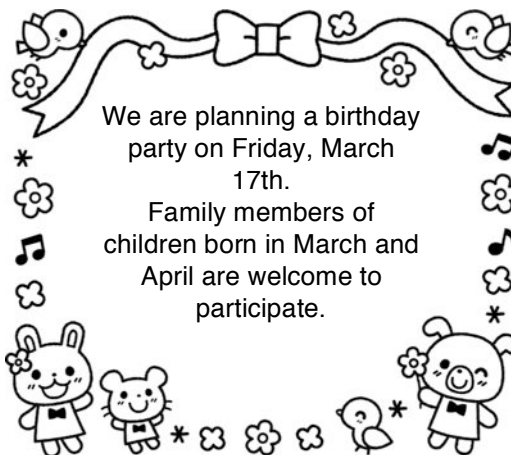 We are planning a birthday
party on Friday, March
17th.
Family members of
children born in March and
April are welcome to
participate.